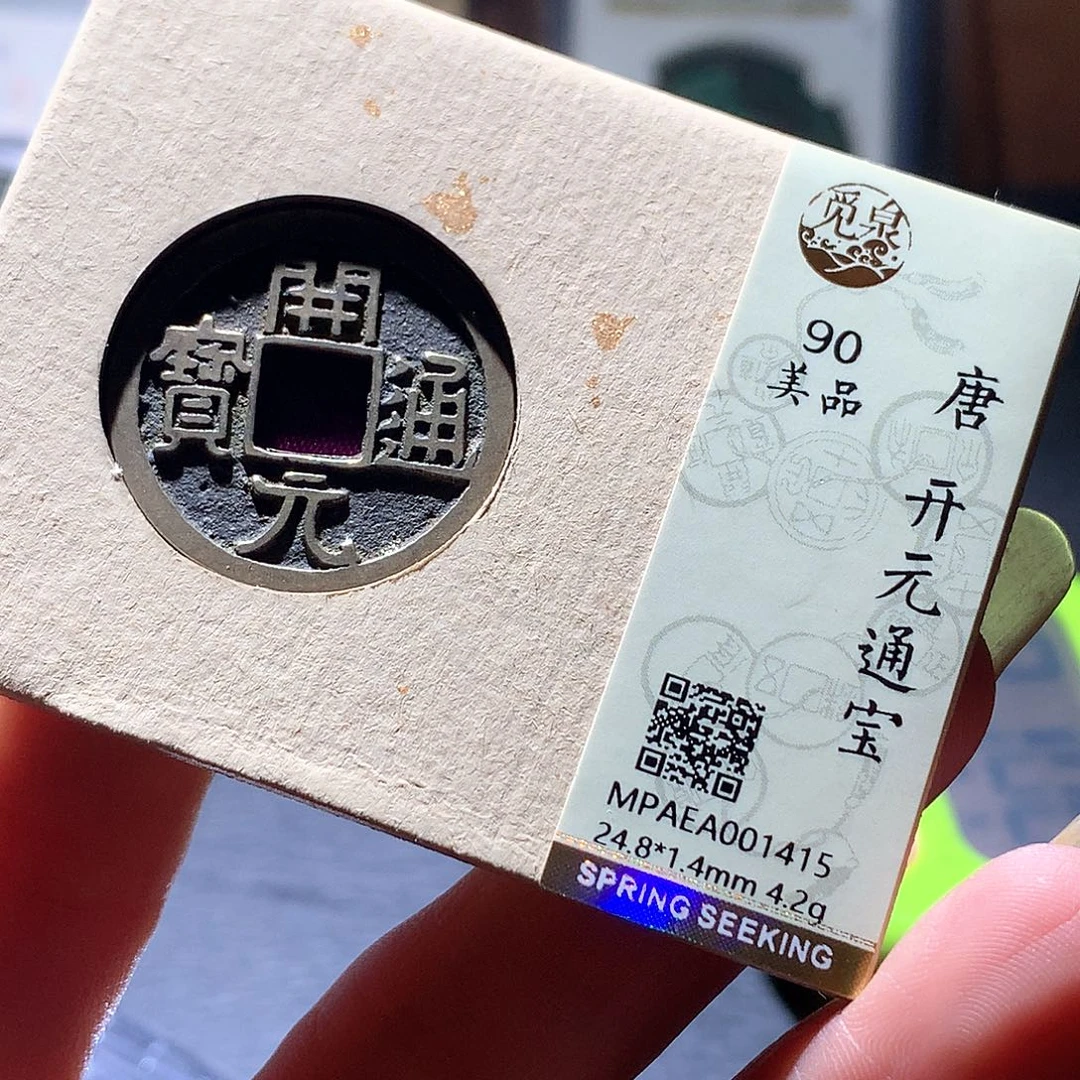 開元通寶
觅泉
90
美品
唐 开元通宝
MPAEA001415
24.8*1.4mm 4.2g
SPRING SEEKING